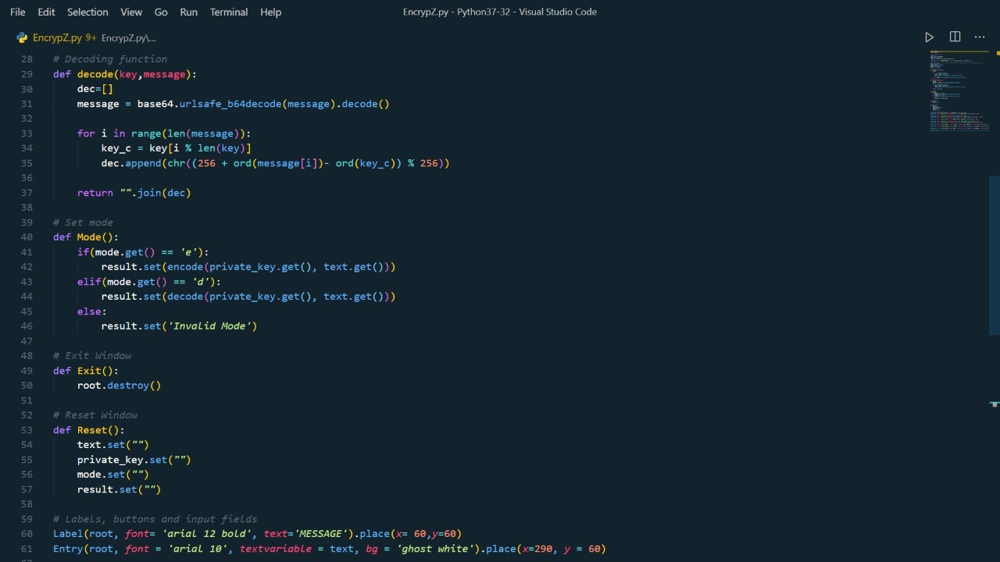 File Edit Selection View Go Run Terminal Help EncrypZ.py - Python37-32 - Visual Studio Code
EncrypZ.py 9+ EncrypZ.py\...
28 # Decoding function
29 def decode(key,message):
30     dec=[]
31     message = base64.urlsafe_b64decode(message).decode()
32
33     for i in range(len(message)):
34         key_c = key[i % len(key)]
35         dec.append(chr((256 + ord(message[i])- ord(key_c)) % 256))
36
37     return "".join(dec)
38
39 # Set mode
40 def Mode():
41     if(mode.get() == 'e'):
42         result.set(encode(private_key.get(), text.get()))
43     elif(mode.get() == 'd'):
44         result.set(decode(private_key.get(), text.get()))
45     else:
46         result.set('Invalid Mode')
47
48 # Exit Window
49 def Exit():
50     root.destroy()
51
52 # Reset Window
53 def Reset():
54     text.set("")
55     private_key.set("")
56     mode.set("")
57     result.set("")
58
59 # Labels, buttons and input fields
60 Label(root, font= 'arial 12 bold', text='MESSAGE').place(x= 60,y=60)
61 Entry(root, font = 'arial 10', textvariable = text, bg = 'ghost white').place(x=290, y = 60)